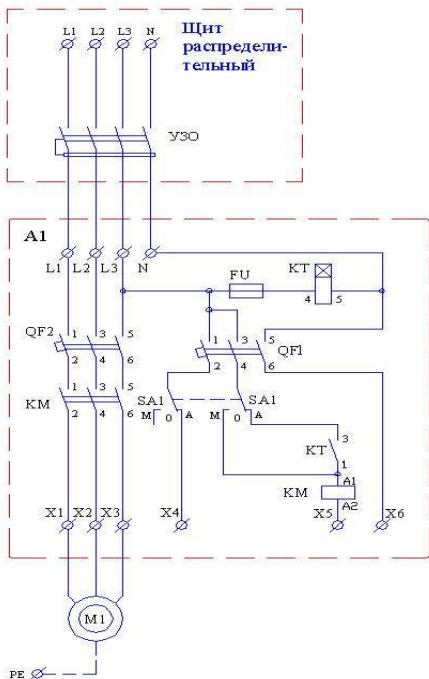 L1 L2 L3 N
Щит
распредели-
тельный
УЗО
A1
L1 L2 L3 N
FU
KT
4 5
QF2
1 3 5
2 4 6
1 3 5
2 4 6
QF1
KM
1 3 5
2 4 6
SA1
M 0 A
SA1
M 0 A
KT
3
1
KM
A1
A2
X1 X2 X3 X4 X5 X6
M1
PE